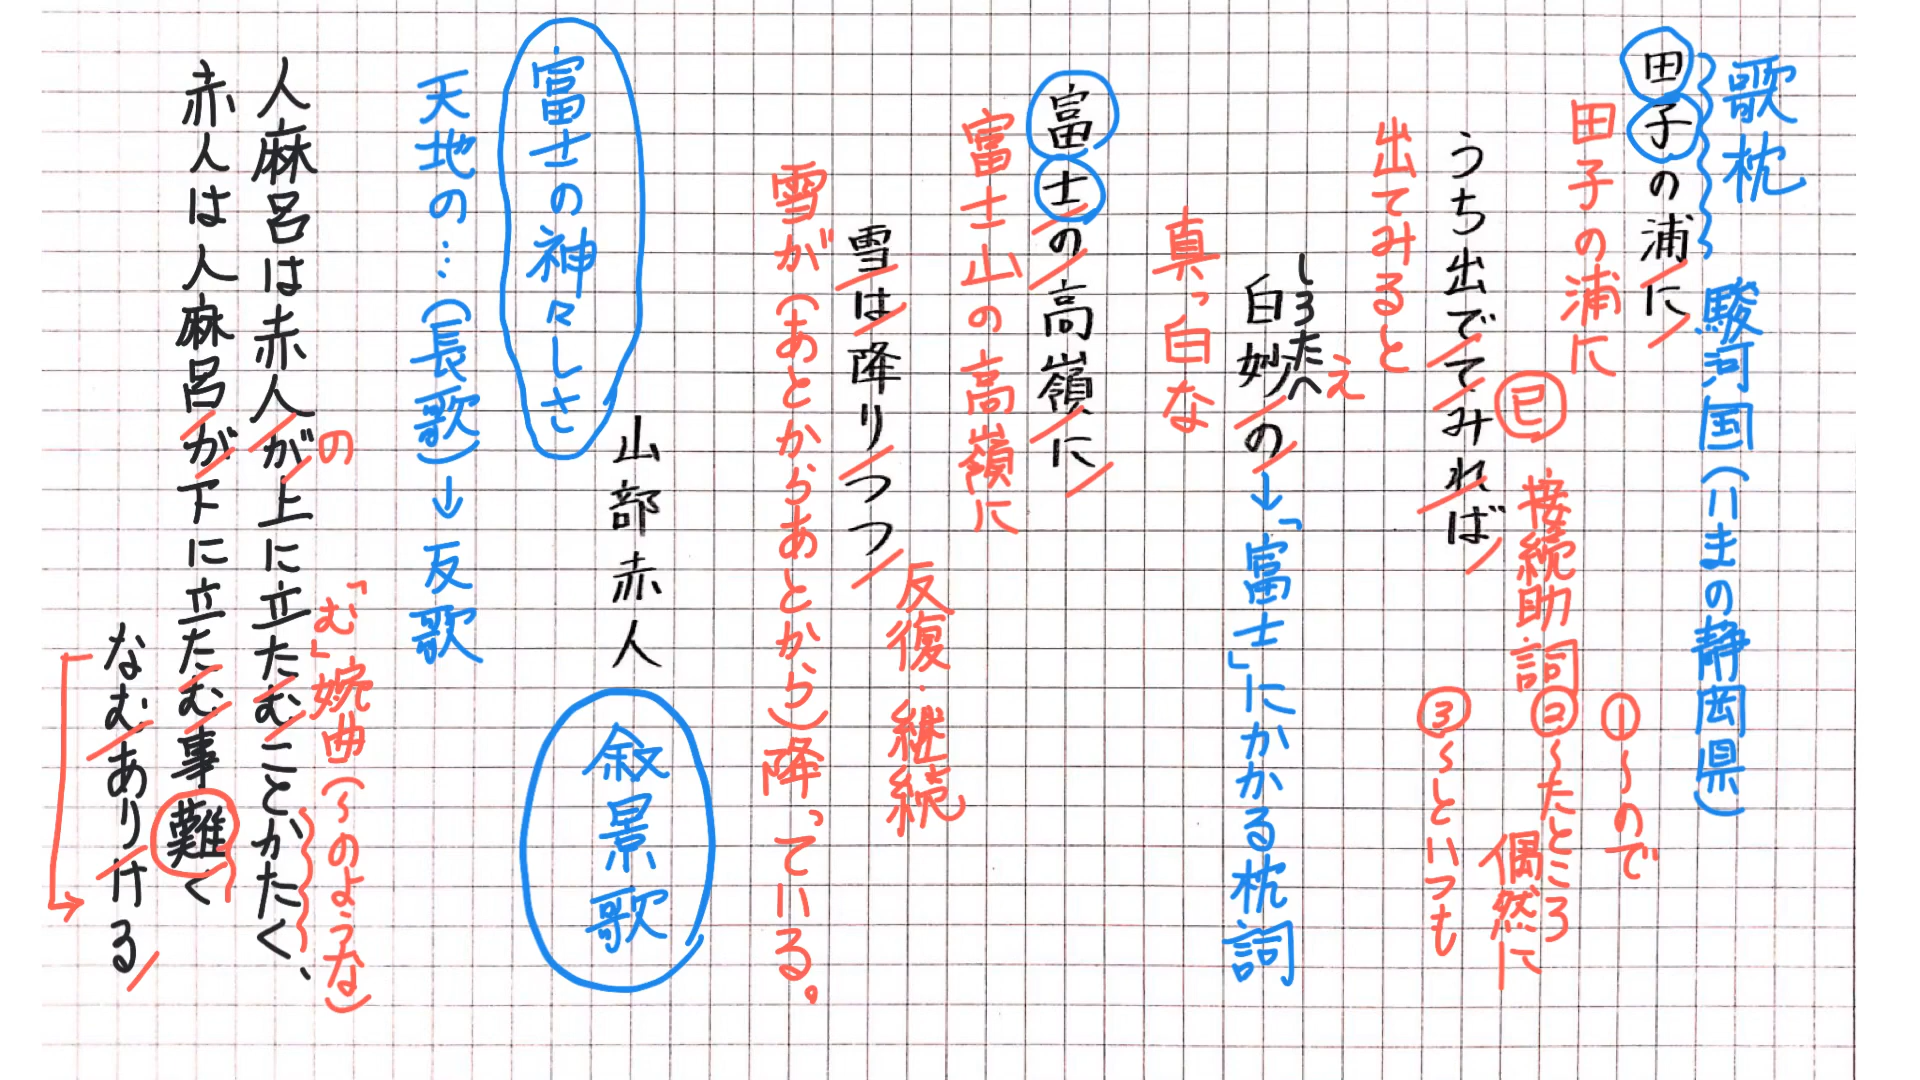 歌枕　駿河国(いまの静岡県)
田子の浦に
田子の浦に
①〜ので
已　接続助詞②〜たところ
偶然に
うち出でてみれば
③〜といつも
出てみると
え
しろたへ
白妙の→「富士」にかかる枕詞
真っ白な
富士の高嶺に
富士山の高嶺に
反復・継続
雪は降りつつ
雪が(あとからあとから)降っている。
山部赤人
叙景歌
富士の神々しさ
天地の…(長歌)→反歌
の
「む」婉曲(〜のような)
人麻呂は赤人が上に立たむことかたく、
赤人は人麻呂が下に立たむ事難く
なむありける